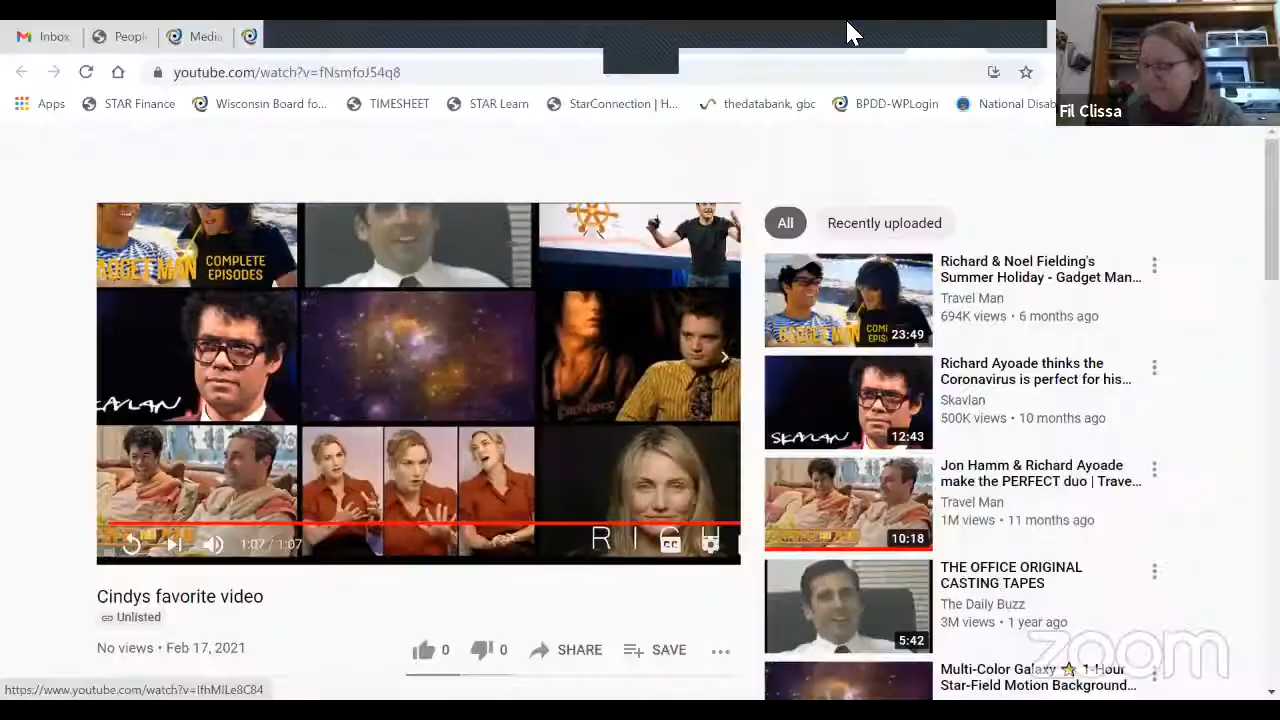 Inbox
Peopl
Media
youtube.com/watch?v=fNsmfoJ54q8
Apps
STAR Finance
Wisconsin Board fo...
TIMESHEET
STAR Learn
StarConnection | H...
thedatabank, gbc
BPDD-WPLogin
National Disab
Fil Clissa
COMPLETE
EPISODES
SKAVLAN
1:07 / 1:07
CC
Cindys favorite video
Unlisted
No views • Feb 17, 2021
0
0
SHARE
SAVE
All
Recently uploaded
23:49
Richard & Noel Fielding's
Summer Holiday - Gadget Man...
Travel Man
694K views • 6 months ago
SKAVLAN
12:43
Richard Ayoade thinks the
Coronavirus is perfect for his...
Skavlan
500K views • 10 months ago
10:18
Jon Hamm & Richard Ayoade
make the PERFECT duo | Trave...
Travel Man
1M views • 11 months ago
5:42
THE OFFICE ORIGINAL
CASTING TAPES
The Daily Buzz
3M views • 1 year ago
Multi-Color Galaxy ⭐ 1-Hour
Star-Field Motion Background...
zoom
https://www.youtube.com/watch?v=IfhMILe8C84